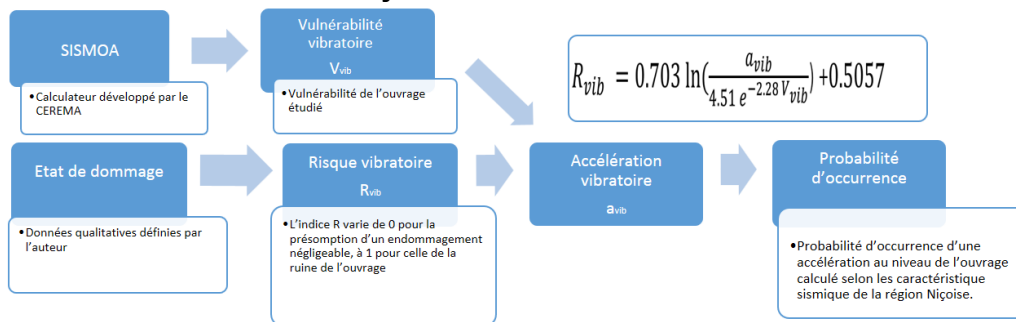 SISMOA
•Calculateur développé par le
CEREMA
Vulnérabilité
vibratoire
Vvib
•Vulnérabilité de l'ouvrage
étudié
R_vib = 0.703 ln(a_vib / 4.51 e^(-2.28 V_vib)) +0.5057
Etat de dommage
•Données qualitatives définies par
l'auteur
Risque vibratoire
Rvib
•L'indice R varie de 0 pour la
présomption d'un endommagement
négligeable, à 1 pour celle de la
ruine de l'ouvrage
Accélération
vibratoire
avib
Probabilité
d'occurrence
•Probabilité d'occurrence d'une
accélération au niveau de l'ouvrage
calculé selon les caractéristique
sismique de la région Niçoise.